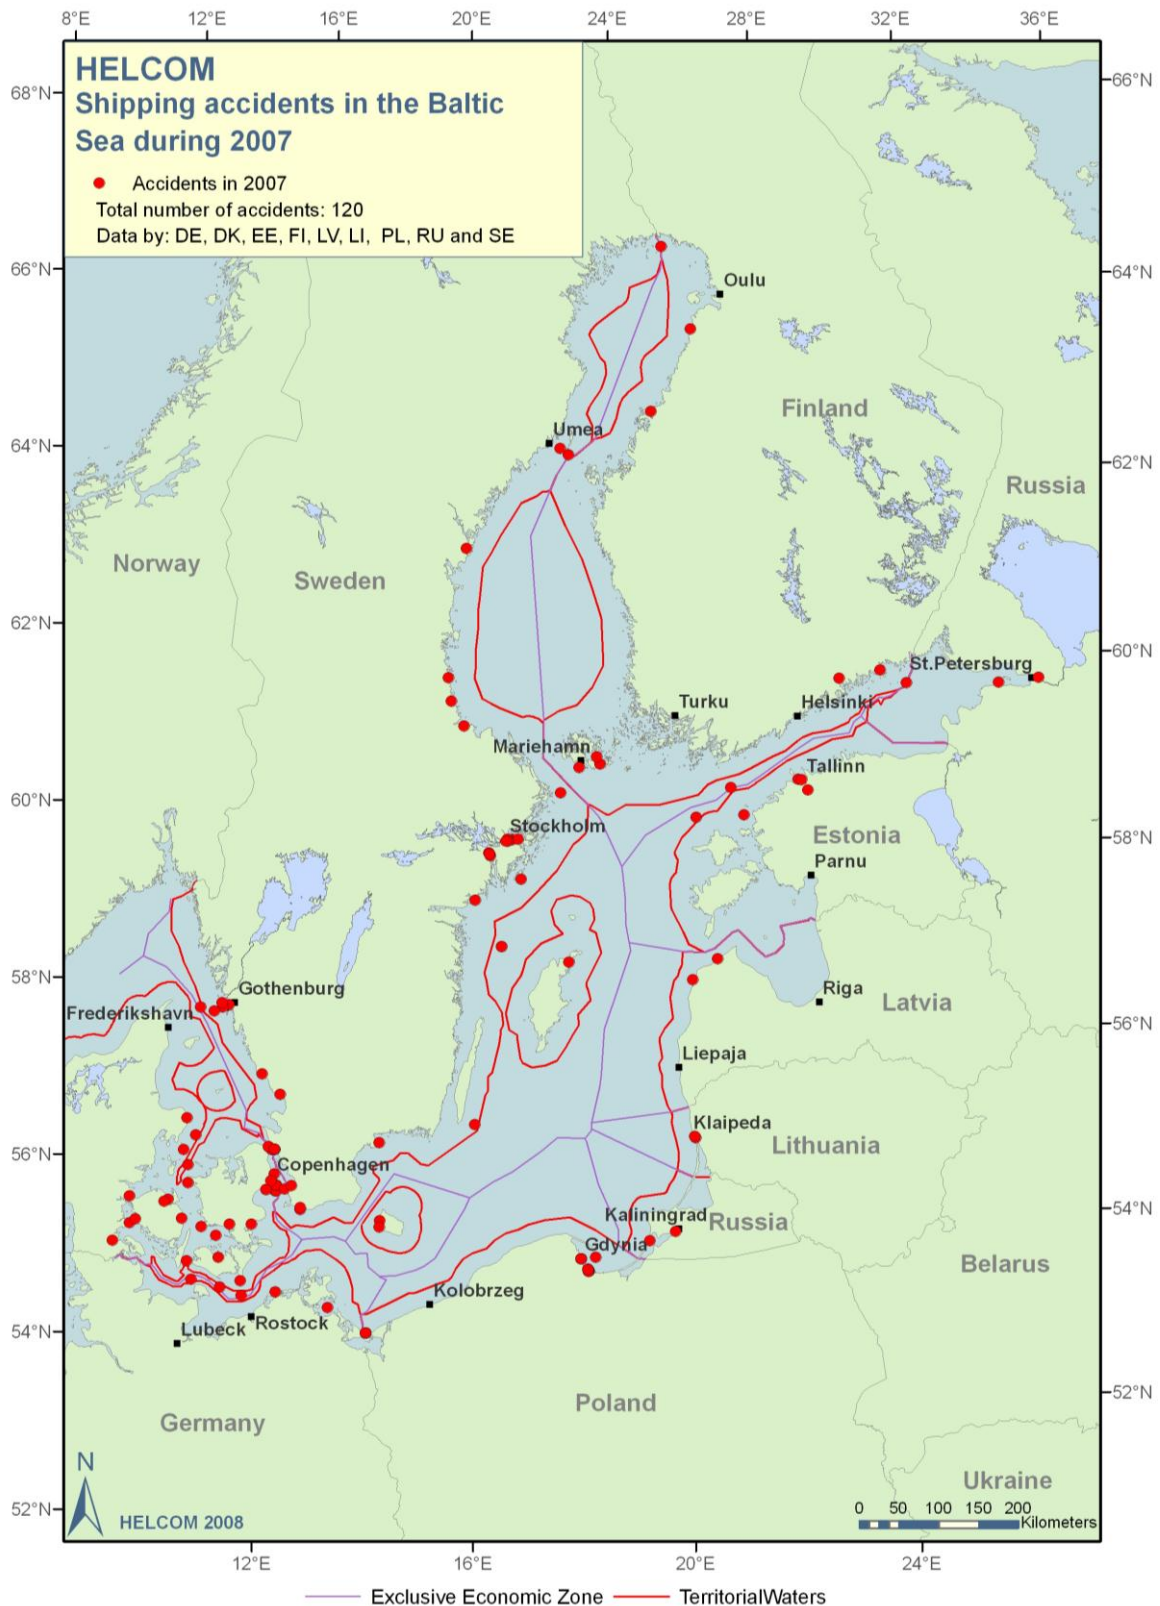 8°E 12°E 16°E 20°E 24°E 28°E 32°E 36°E
HELCOM
Shipping accidents in the Baltic
Sea during 2007
Accidents in 2007
Total number of accidents: 120
Data by: DE, DK, EE, FI, LV, LI, PL, RU and SE
68°N
66°N
66°N
64°N
Oulu
Finland
Umea
64°N
62°N
Russia
Norway
Sweden
62°N
60°N
St.Petersburg
Turku
Helsinki
Mariehamn
Tallinn
60°N
Stockholm
Estonia
58°N
Parnu
58°N
Gothenburg
Riga
Latvia
Frederikshavn
56°N
Liepaja
Klaipeda
Lithuania
56°N
Copenhagen
Kaliningrad
Russia
54°N
Gdynia
Belarus
Kolobrzeg
Rostock
Lubeck
54°N
52°N
Poland
Germany
N
Ukraine
52°N
HELCOM 2008
0 50 100 150 200
Kilometers
12°E 16°E 20°E 24°E
Exclusive Economic Zone TerritorialWaters